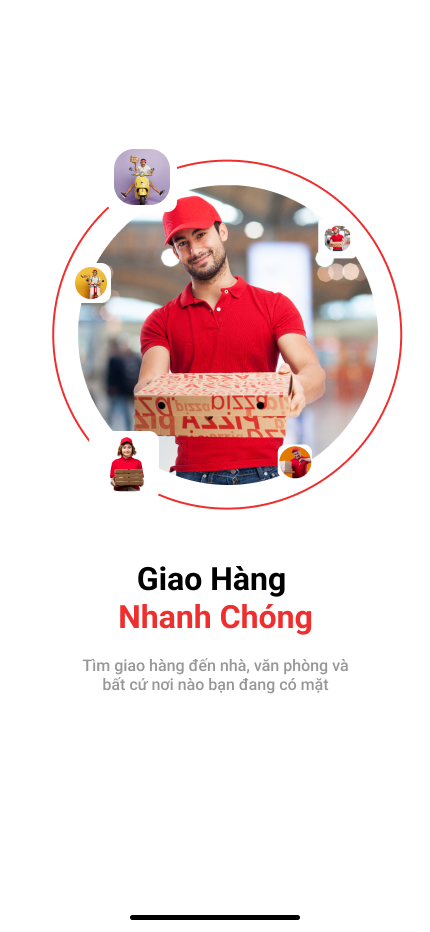 Giao Hàng
Nhanh Chóng
Tìm giao hàng đến nhà, văn phòng và
bất cứ nơi nào bạn đang có mặt
PIZZA